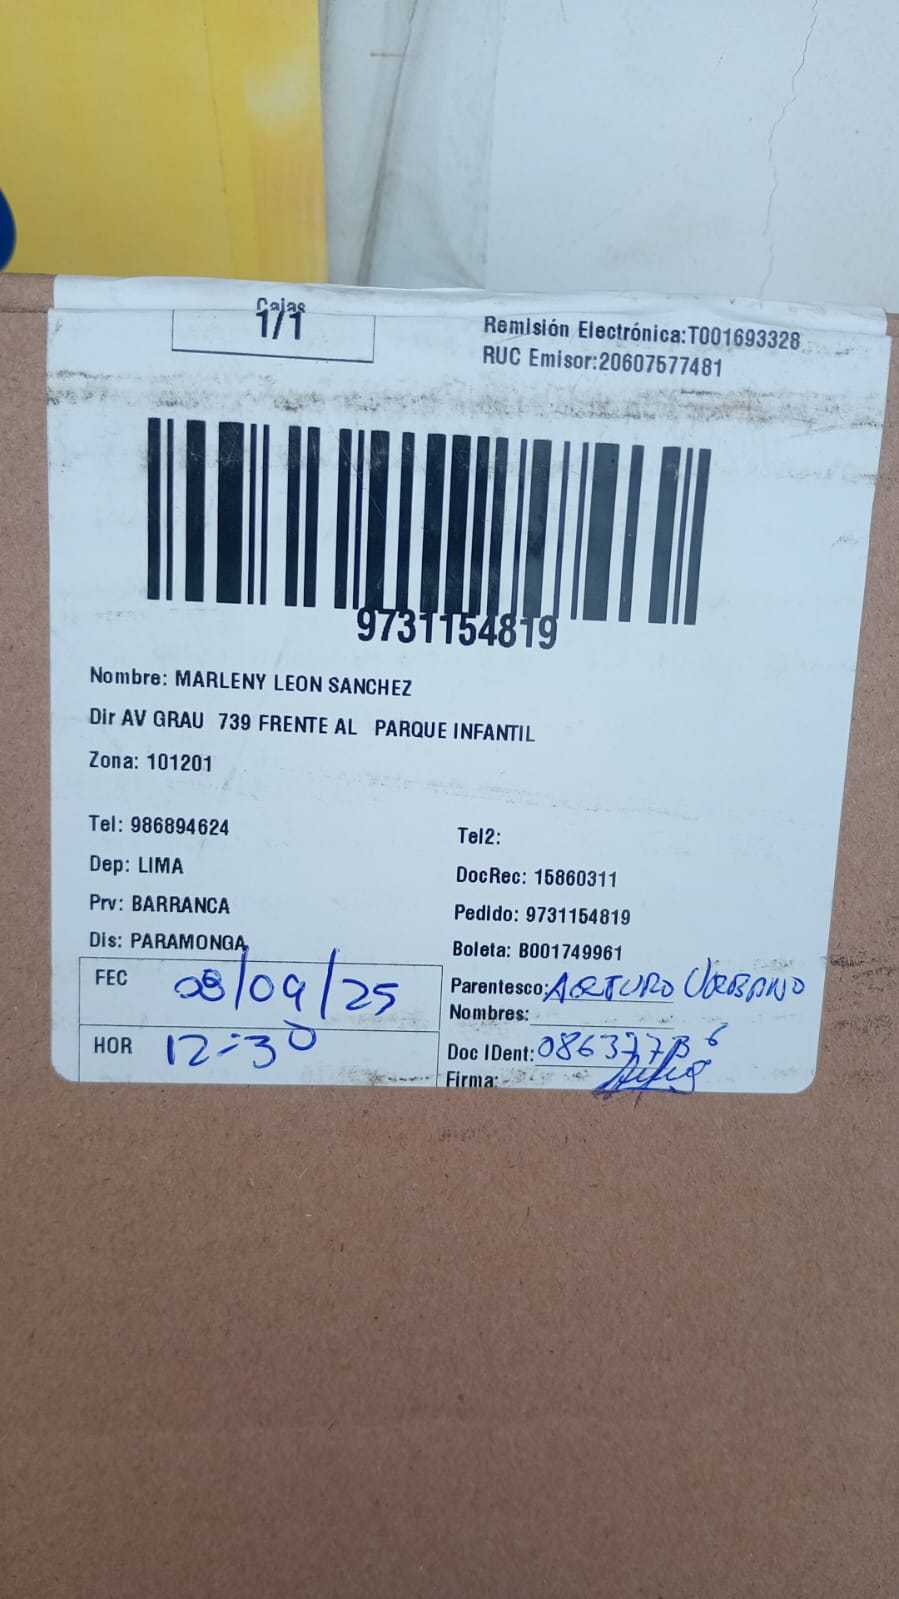 Cajas
1/1
Remisión Electrónica:T001693328
RUC Emisor:20607577481
9731154819
Nombre: MARLENY LEON SANCHEZ
Dir AV GRAU 739 FRENTE AL PARQUE INFANTIL
Zona: 101201
Tel: 986894624
Tel2:
Dep: LIMA
DocRec: 15860311
Prv: BARRANCA
Pedido: 9731154819
Dis: PARAMONGA
Boleta: B001749961
FEC 08/09/25
Parentesco: ARTURO URBANO
Nombres:
HOR 12:30
Doc IDent:
Firma: